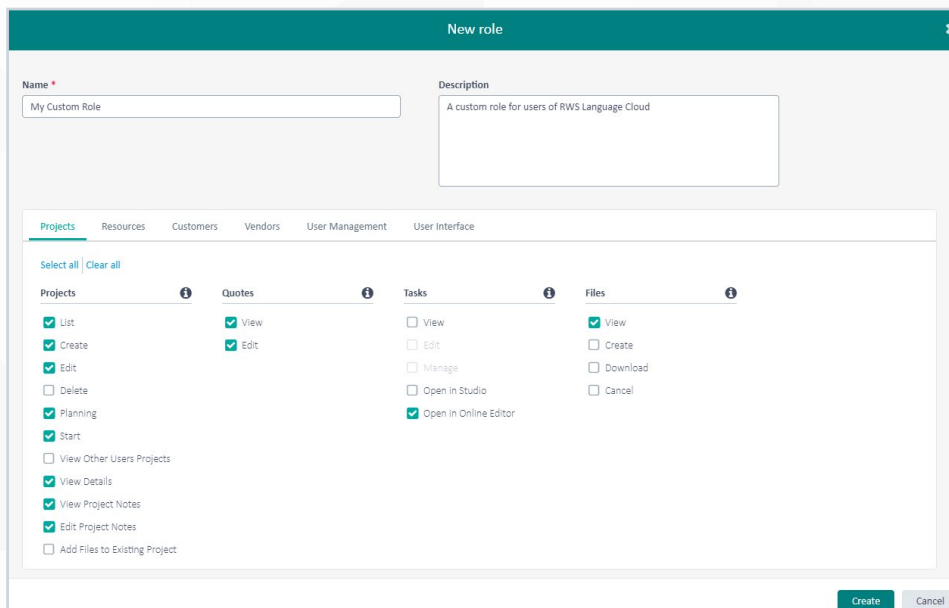 New role
Name *
Description
My Custom Role
A custom role for users of RWS Language Cloud
Projects Resources Customers Vendors User Management User Interface
Select all Clear all
Projects
List
Create
Edit
Delete
Planning
Start
View Other Users Projects
View Details
View Project Notes
Edit Project Notes
Add Files to Existing Project
Quotes
View
Edit
Tasks
View
Edit
Manage
Open in Studio
Open in Online Editor
Files
View
Create
Download
Cancel
Create Cancel